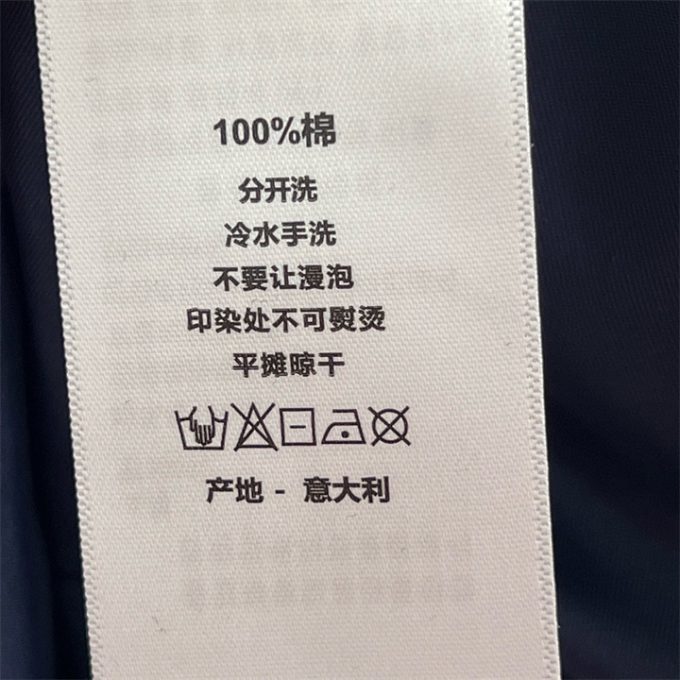 100%棉
分开洗
冷水手洗
不要让漫泡
印染处不可熨烫
平摊晾干
产地 - 意大利